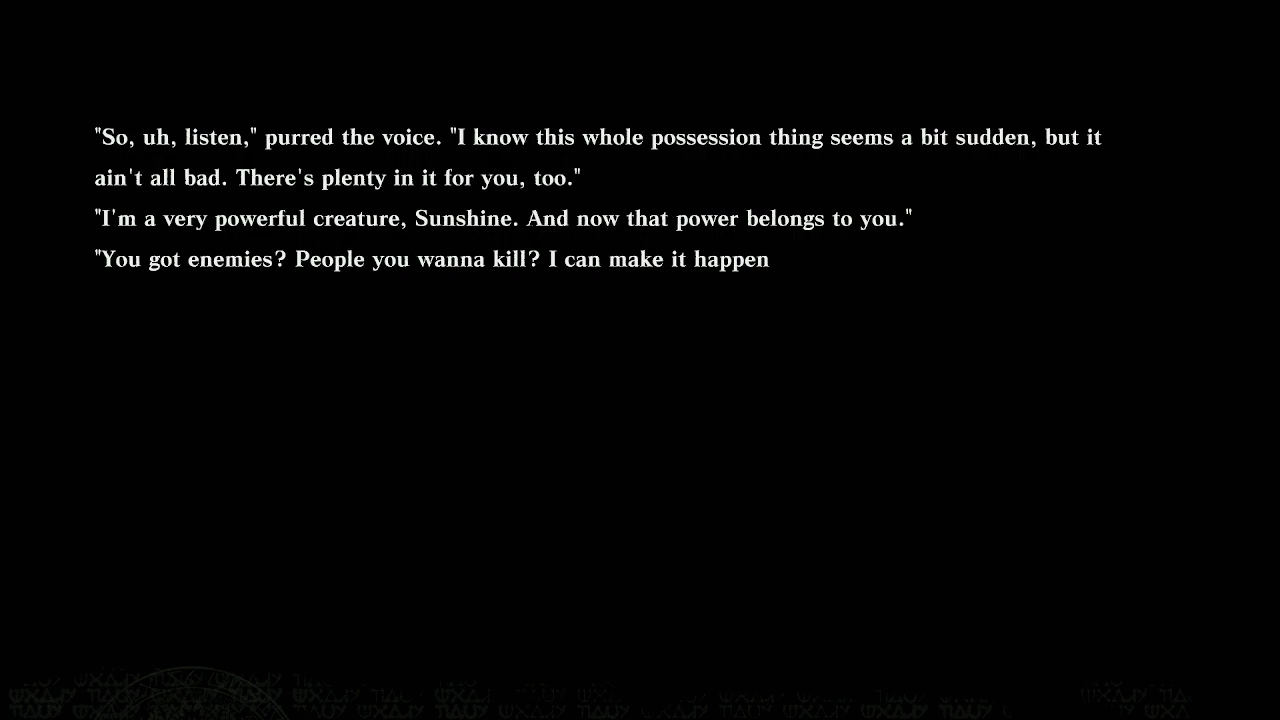 "So, uh, listen," purred the voice. "I know this whole possession thing seems a bit sudden, but it
ain't all bad. There's plenty in it for you, too."
"I'm a very powerful creature, Sunshine. And now that power belongs to you."
"You got enemies? People you wanna kill? I can make it happen